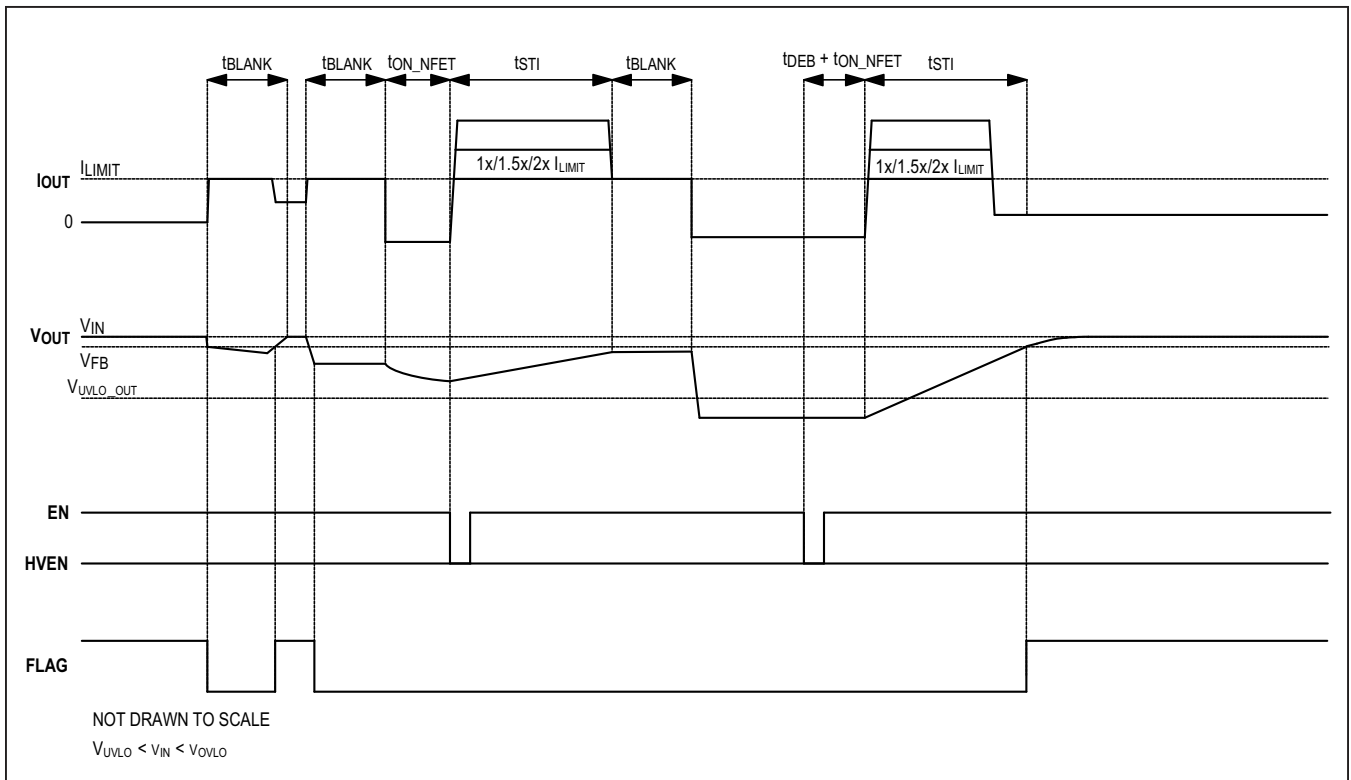 tBLANK tBLANK tON_NFET tSTI tBLANK tDEB + tON_NFET tSTI
ILIMIT
IOUT
1x/1.5x/2x ILIMIT 1x/1.5x/2x ILIMIT
0
VIN
VOUT
VFB
VUVLO_OUT
EN
HVEN
FLAG
NOT DRAWN TO SCALE
VUVLO < VIN < VOVLO